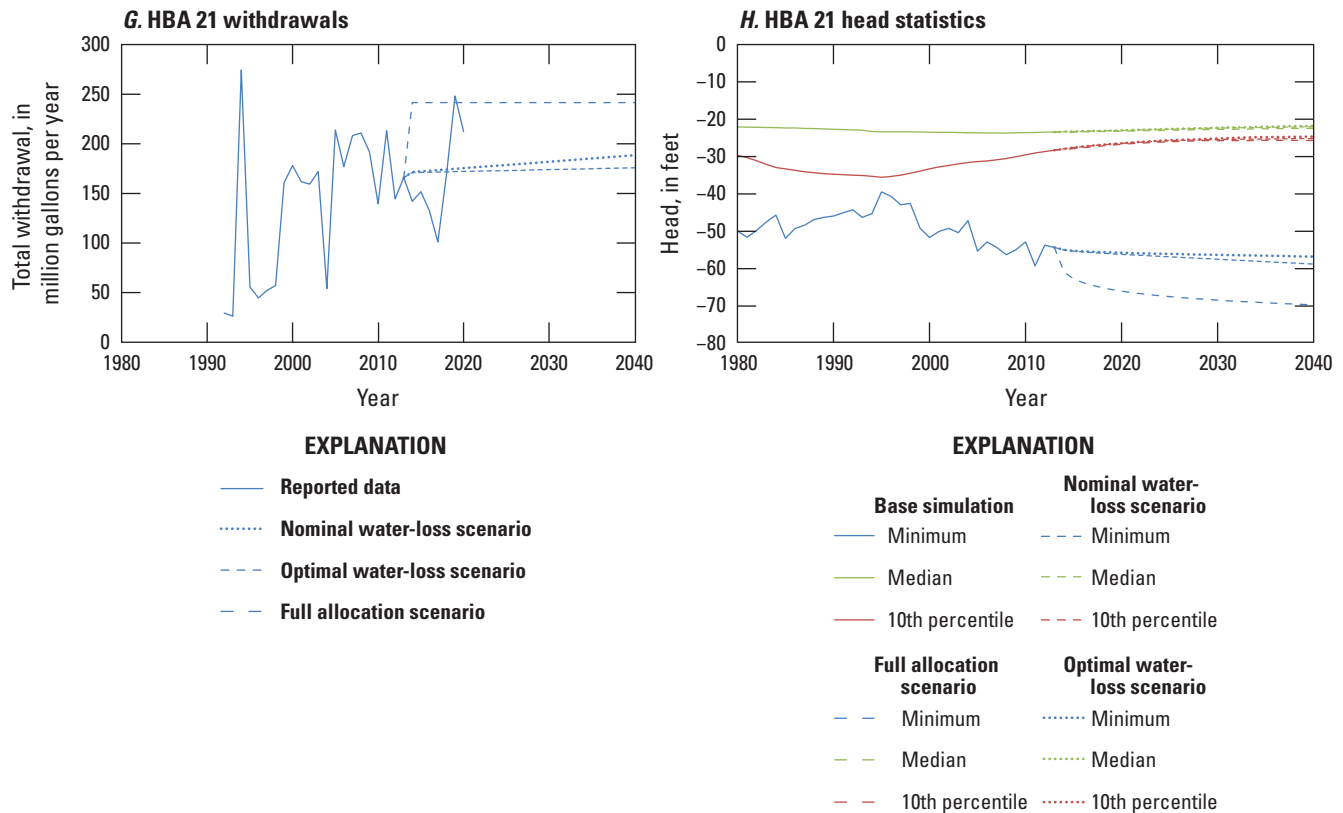 G. HBA 21 withdrawals
Total withdrawal, in
million gallons per year
300
250
200
150
100
50
0
1980
1990
2000
2010
2020
2030
2040
Year
EXPLANATION
Reported data
Nominal water-loss scenario
Optimal water-loss scenario
Full allocation scenario
H. HBA 21 head statistics
Head, in feet
0
−10
−20
−30
−40
−50
−60
−70
−80
1980
1990
2000
2010
2020
2030
2040
Year
EXPLANATION
Base simulation
Minimum
Median
10th percentile
Nominal water-
loss scenario
Minimum
Median
10th percentile
Full allocation
scenario
Minimum
Median
10th percentile
Optimal water-
loss scenario
Minimum
Median
10th percentile